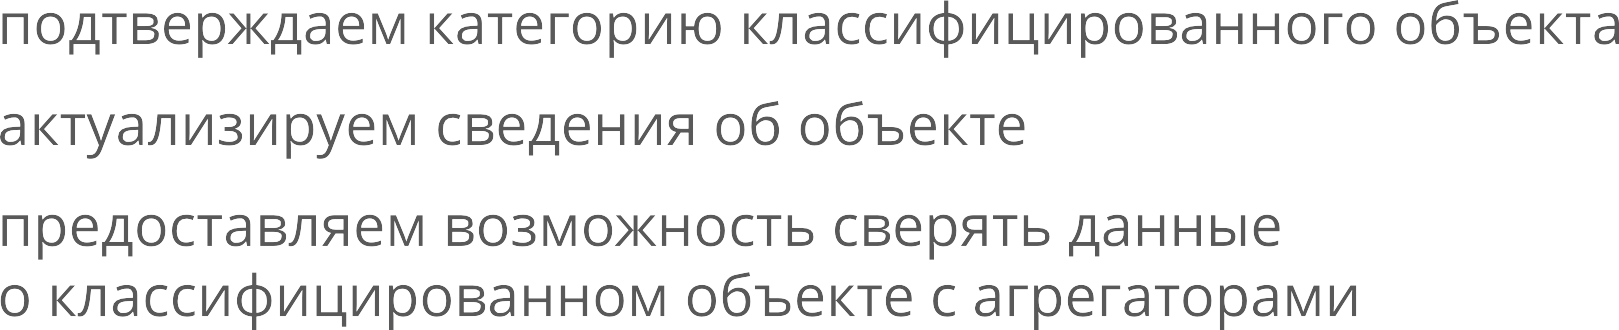 подтверждаем категорию классифицированного объекта
актуализируем сведения об объекте
предоставляем возможность сверять данные
о классифицированном объекте с агрегаторами